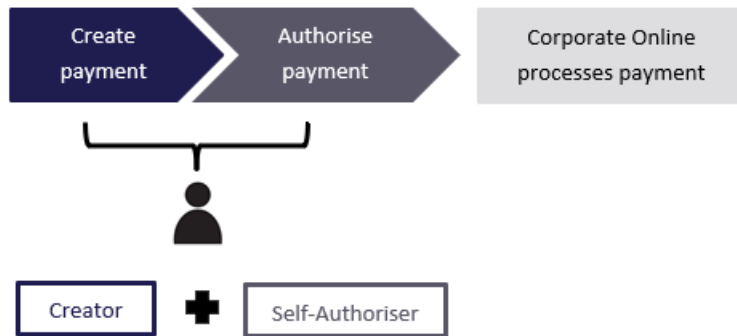 Create
payment
Authorise
payment
Corporate Online
processes payment
Creator
Self-Authoriser